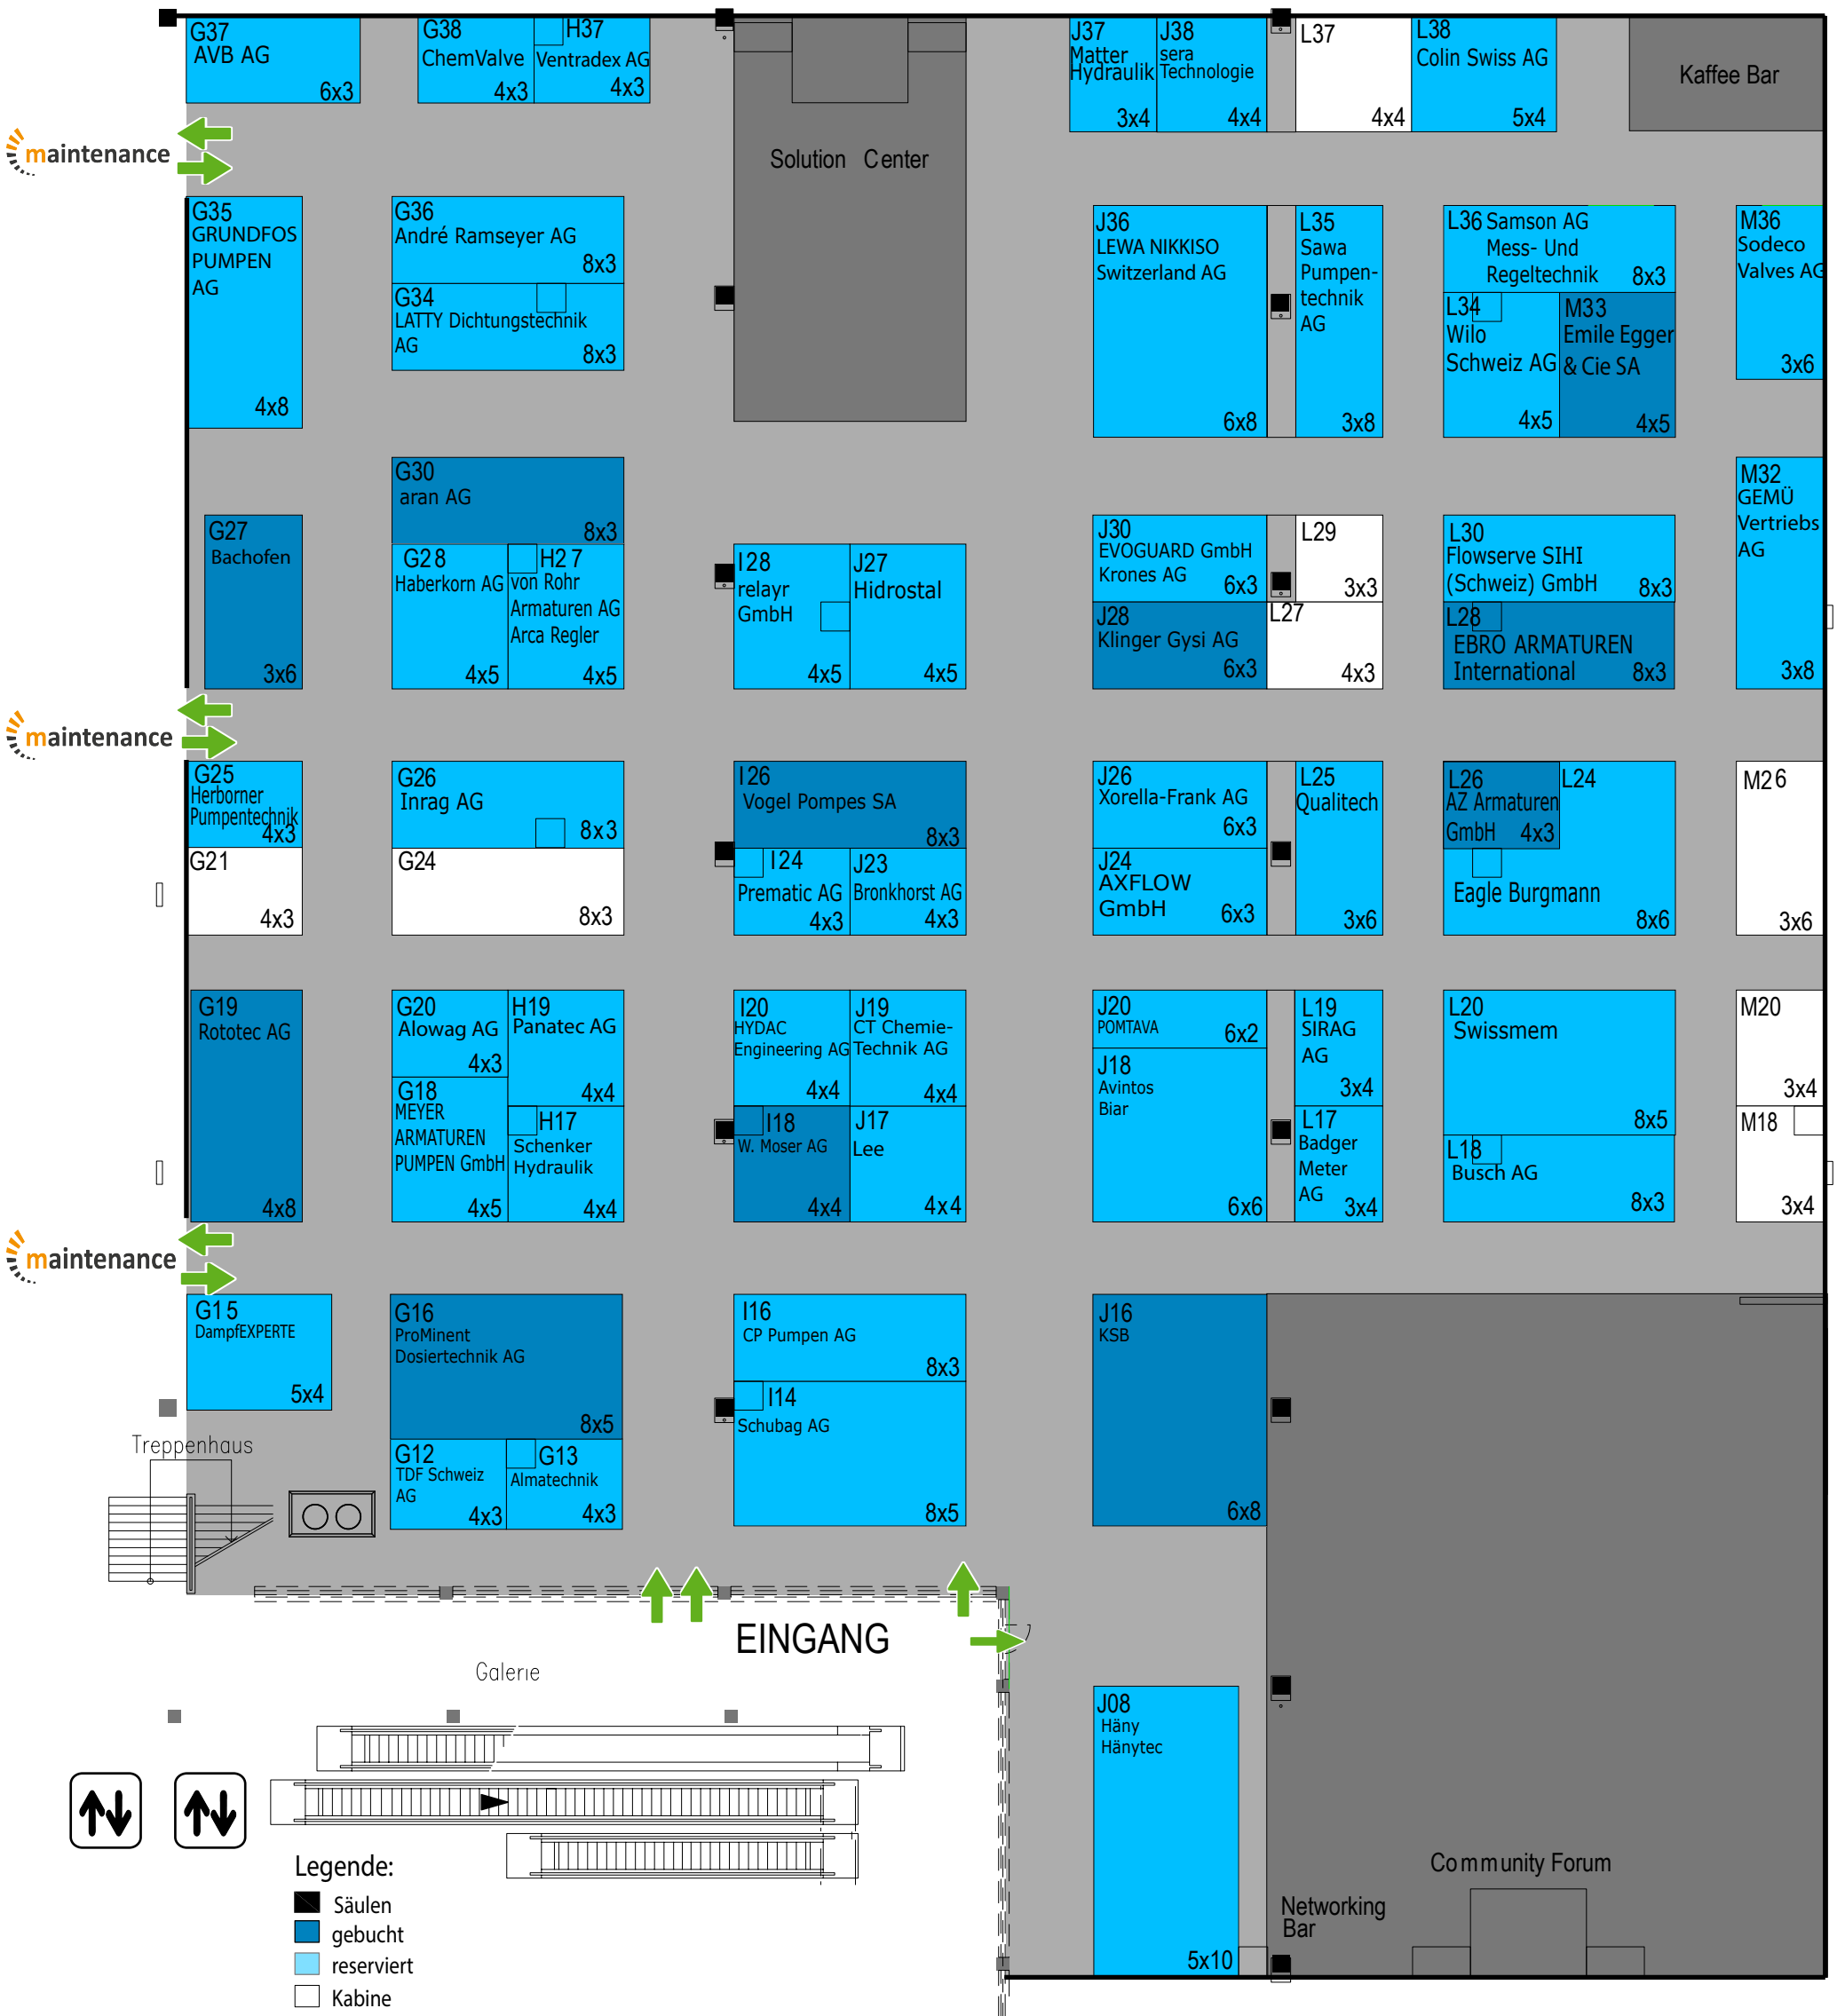 G37
AVB AG
6x3
G38
ChemValve
4x3
H37
Ventradex AG
4x3
Solution Center
J37
Matter
Hydraulik
3x4
J38
sera
Technologie
4x4
L37
4x4
L38
Colin Swiss AG
5x4
Kaffee Bar
maintenance
G35
GRUNDFOS
PUMPEN
AG
4x8
G36
André Ramseyer AG
8x3
G34
LATTY Dichtungstechnik
AG
8x3
J36
LEWA NIKKISO
Switzerland AG
6x8
L35
Sawa
Pumpen-
technik
AG
3x8
L36 Samson AG
Mess- Und
Regeltechnik
8x3
L34
Wilo
Schweiz AG
4x5
M33
Emile Egger
& Cie SA
4x5
M36
Sodeco
Valves AG
3x6
G27
Bachofen
3x6
G30
aran AG
8x3
G28
Haberkorn AG
4x5
H27
von Rohr
Armaturen AG
Arca Regler
4x5
I28
relayr
GmbH
4x5
J27
Hidrostal
4x5
J30
EVOGUARD GmbH
Krones AG
6x3
J28
Klinger Gysi AG
6x3
L29
3x3
L27
4x3
L30
Flowserve SIHI
(Schweiz) GmbH
8x3
L28
EBRO ARMATUREN
International
8x3
M32
GEMÜ
Vertriebs
AG
3x8
maintenance
G25
Herborner
Pumpentechnik
4x3
G21
4x3
G26
Inrag AG
8x3
G24
8x3
I26
Vogel Pompes SA
8x3
I24
Prematic AG
4x3
J23
Bronkhorst AG
4x3
J26
Xorella-Frank AG
6x3
J24
AXFLOW
GmbH
6x3
L25
Qualitech
3x6
L26
AZ Armaturen
GmbH
4x3
L24
Eagle Burgmann
8x6
M26
3x6
G19
Rototec AG
4x8
G20
Alowag AG
4x3
G18
MEYER
ARMATUREN
PUMPEN GmbH
4x5
H19
Panatec AG
4x4
H17
Schenker
Hydraulik
4x4
I20
HYDAC
Engineering AG
4x4
J19
CT Chemie-
Technik AG
4x4
I18
W. Moser AG
4x4
J17
Lee
4x4
J20
POMTAVA
6x2
J18
Avintos
Biar
6x6
L19
SIRAG
AG
3x4
L17
Badger
Meter
AG
3x4
L20
Swissmem
8x5
L18
Busch AG
8x3
M20
3x4
M18
3x4
maintenance
G15
DampfEXPERTE
5x4
G16
ProMinent
Dosiertechnik AG
8x5
G12
TDF Schweiz
AG
4x3
G13
Almatechnik
4x3
I16
CP Pumpen AG
8x3
I14
Schubag AG
8x5
J16
KSB
6x8
Treppenhaus
EINGANG
Galerie
J08
Häny
Hänytec
5x10
Community Forum
Networking
Bar
Legende:
Säulen
gebucht
reserviert
Kabine